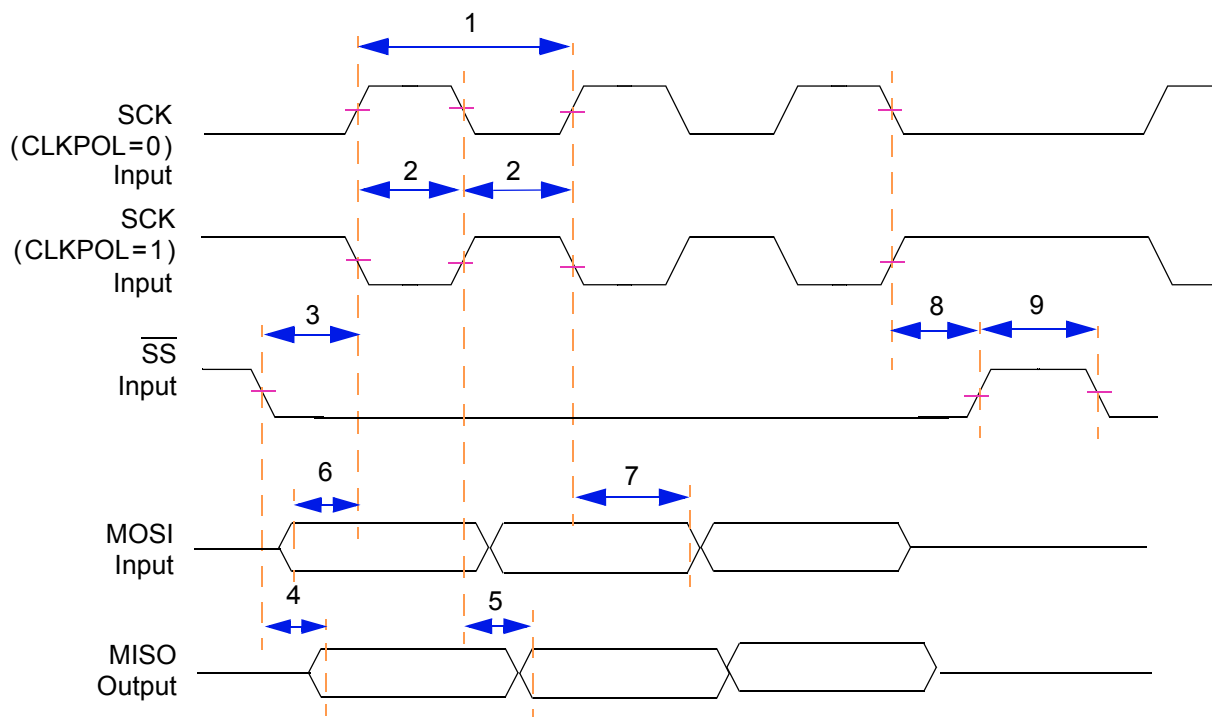 1
SCK
(CLKPOL=0)
Input
2 2
SCK
(CLKPOL=1)
Input
3 8 9
SS
Input
6 7
MOSI
Input
4 5
MISO
Output